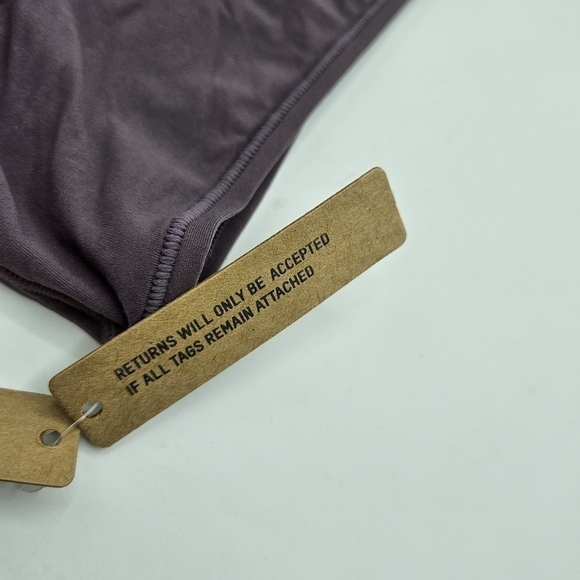 RETURNS WILL ONLY BE ACCEPTED
IF ALL TAGS REMAIN ATTACHED